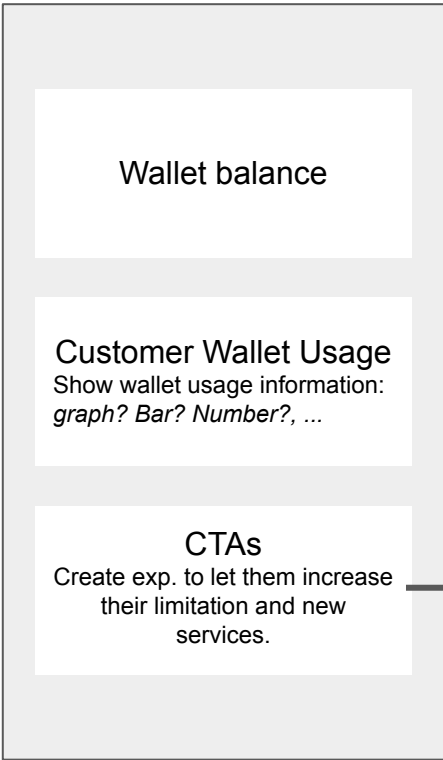 Wallet balance
Customer Wallet Usage
Show wallet usage information:
graph? Bar? Number?, ...
CTAs
Create exp. to let them increase
their limitation and new
services.